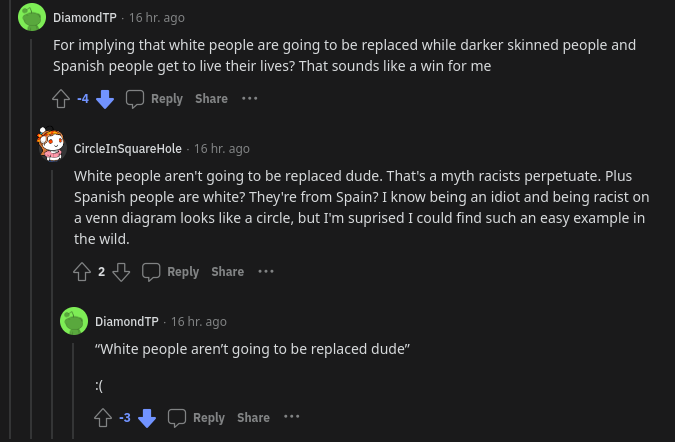 DiamondTP · 16 hr. ago
For implying that white people are going to be replaced while darker skinned people and
Spanish people get to live their lives? That sounds like a win for me
-4 Reply Share ...
CircleInSquareHole · 16 hr. ago
White people aren't going to be replaced dude. That's a myth racists perpetuate. Plus
Spanish people are white? They're from Spain? I know being an idiot and being racist on
a venn diagram looks like a circle, but I'm suprised I could find such an easy example in
the wild.
2 Reply Share ...
DiamondTP · 16 hr. ago
“White people aren’t going to be replaced dude”
:(
-3 Reply Share ...